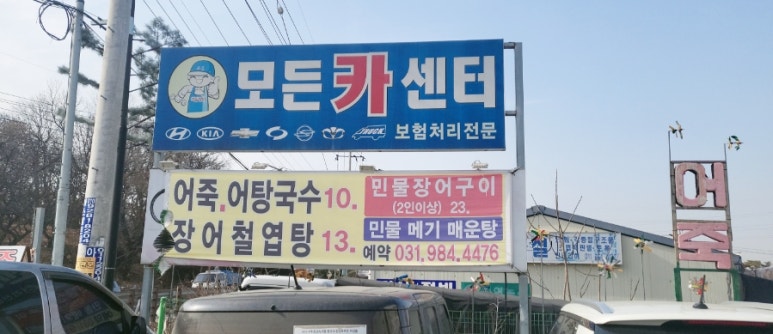 모든카센터
HYUNDAI KIA TRUCK
보험처리전문
어죽.어탕국수 10.
장어철엽탕 13.
민물장어구이
(2인이상) 23.
민물 메기 매운탕
예약 031.984.4476
어죽